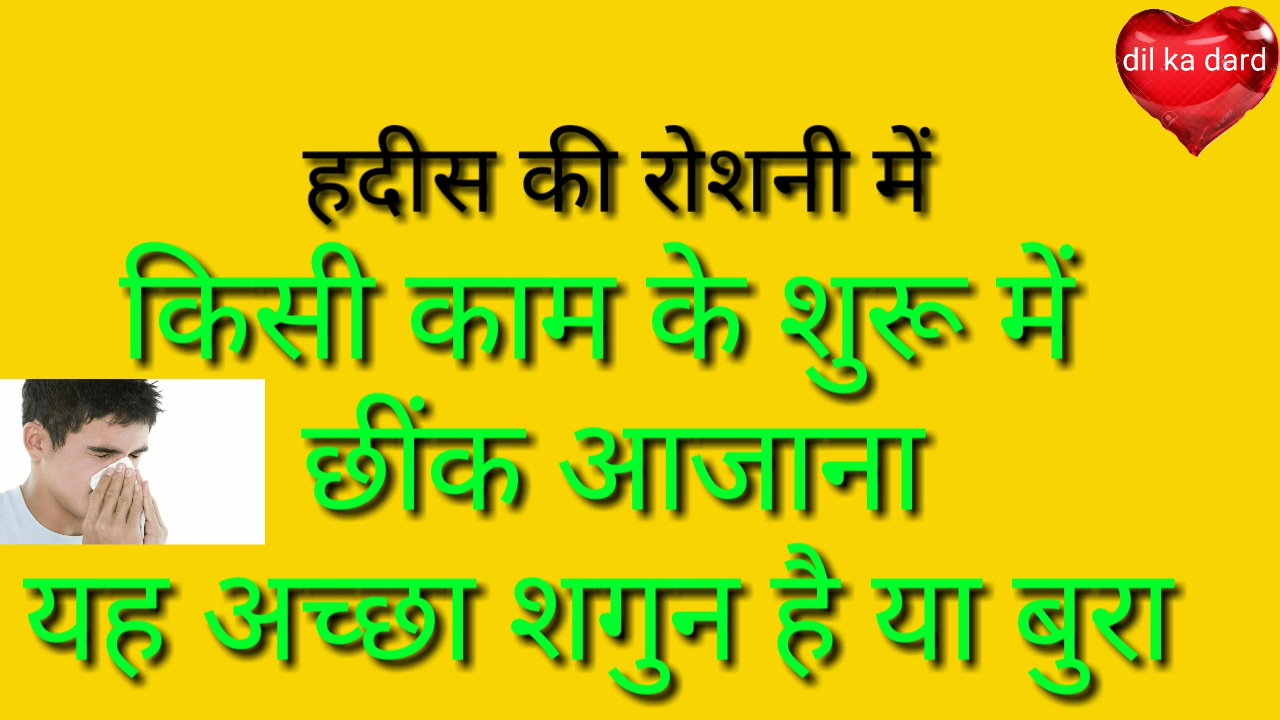 dil ka dard
हदीस की रोशनी में
किसी काम के शुरू में
छींक आजाना
यह अच्छा शगुन है या बुरा